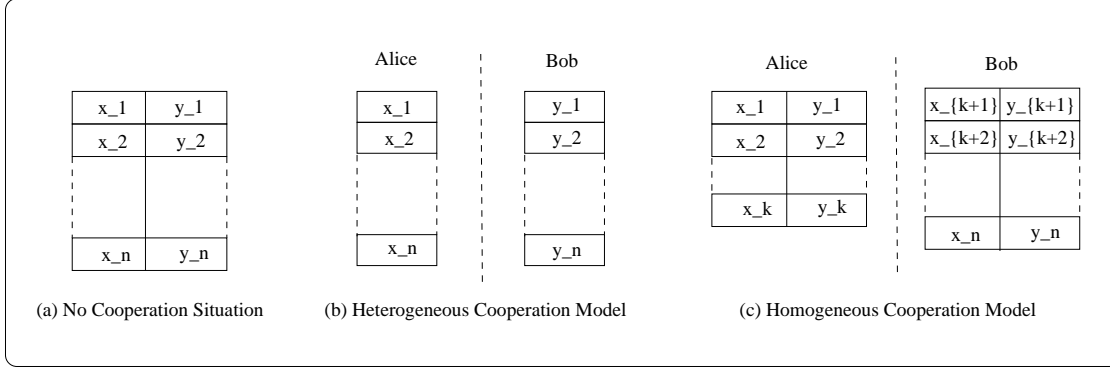 Alice
Bob
Alice
Bob
x_1 y_1
x_2 y_2
x_n y_n
x_1
x_2
x_n
y_1
y_2
y_n
x_1 y_1
x_2 y_2
x_k y_k
x_{k+1} y_{k+1}
x_{k+2} y_{k+2}
x_n y_n
(a) No Cooperation Situation
(b) Heterogeneous Cooperation Model
(c) Homogeneous Cooperation Model